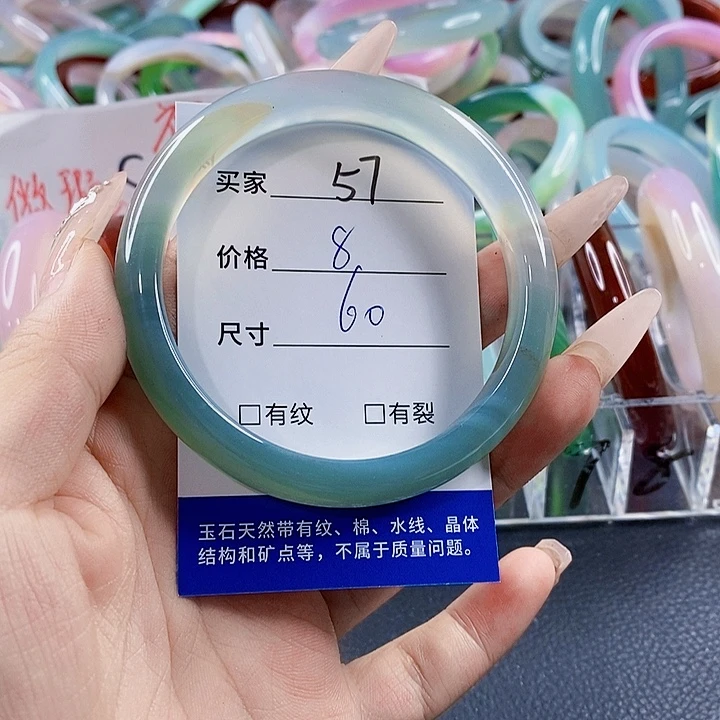 微瑕
买家 57
价格 8
尺寸 60
□有纹 □有裂
玉石天然带有纹、棉、水线、晶体
结构和矿点等，不属于质量问题。